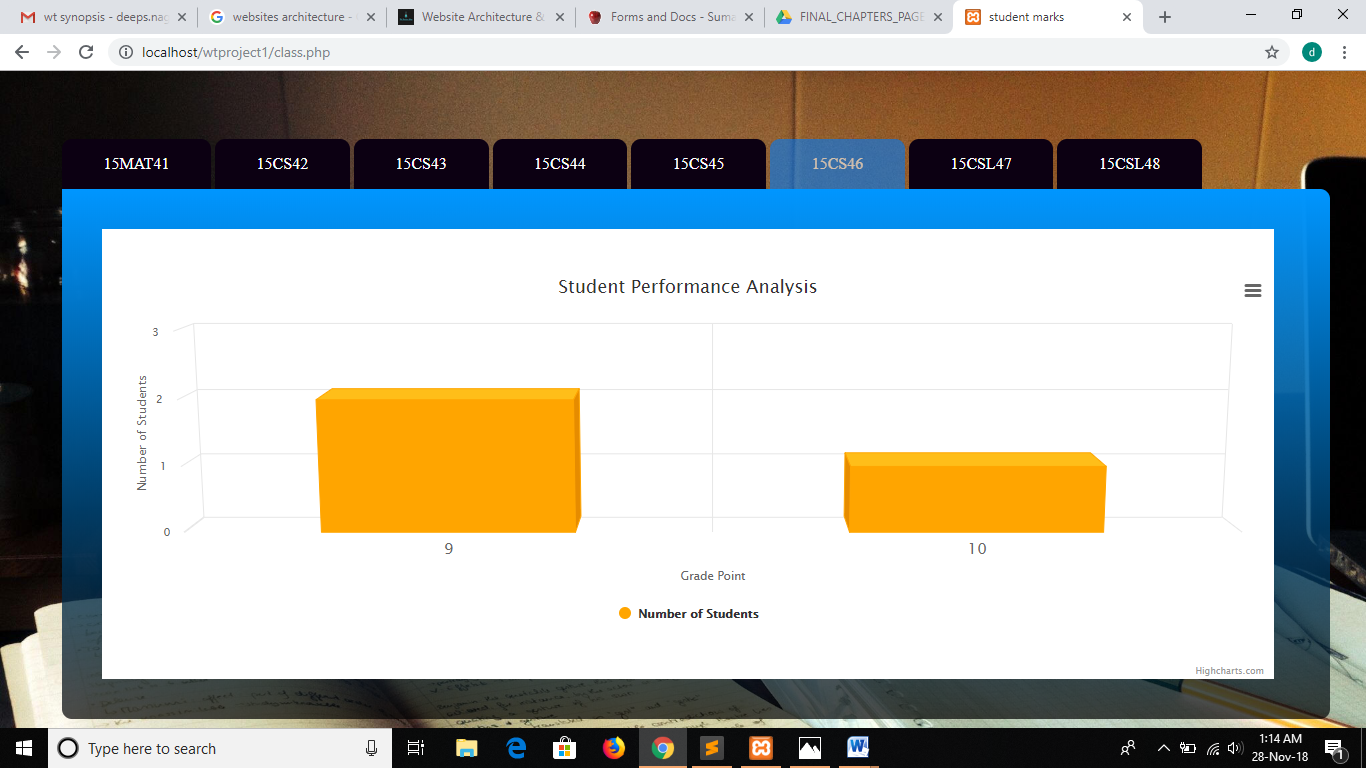 wt synopsis - deeps.nag
websites architecture -
Website Architecture &
Forms and Docs - Suma
FINAL_CHAPTERS_PAGE
student marks
localhost/wtproject1/class.php
d
15MAT41
15CS42
15CS43
15CS44
15CS45
15CS46
15CSL47
15CSL48
Student Performance Analysis
3
2
1
0
Number of Students
9
10
Grade Point
Number of Students
Highcharts.com
Type here to search
1:14 AM
28-Nov-18
1